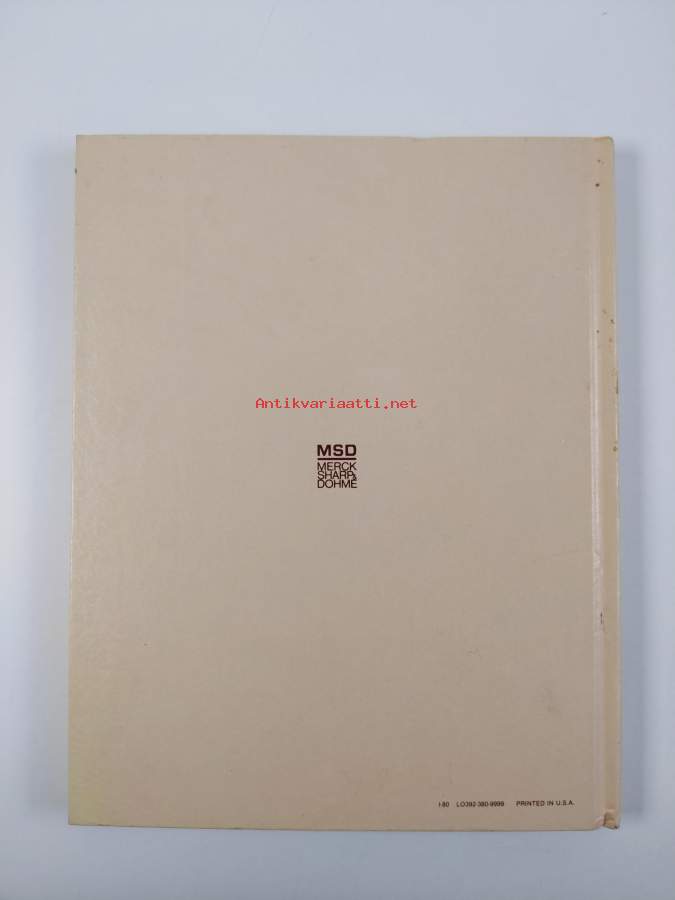 Antikvariaatti.net
MSD
MERCK
SHARP &
DOHME
I-80 LO392-380-9999 PRINTED IN U.S.A.